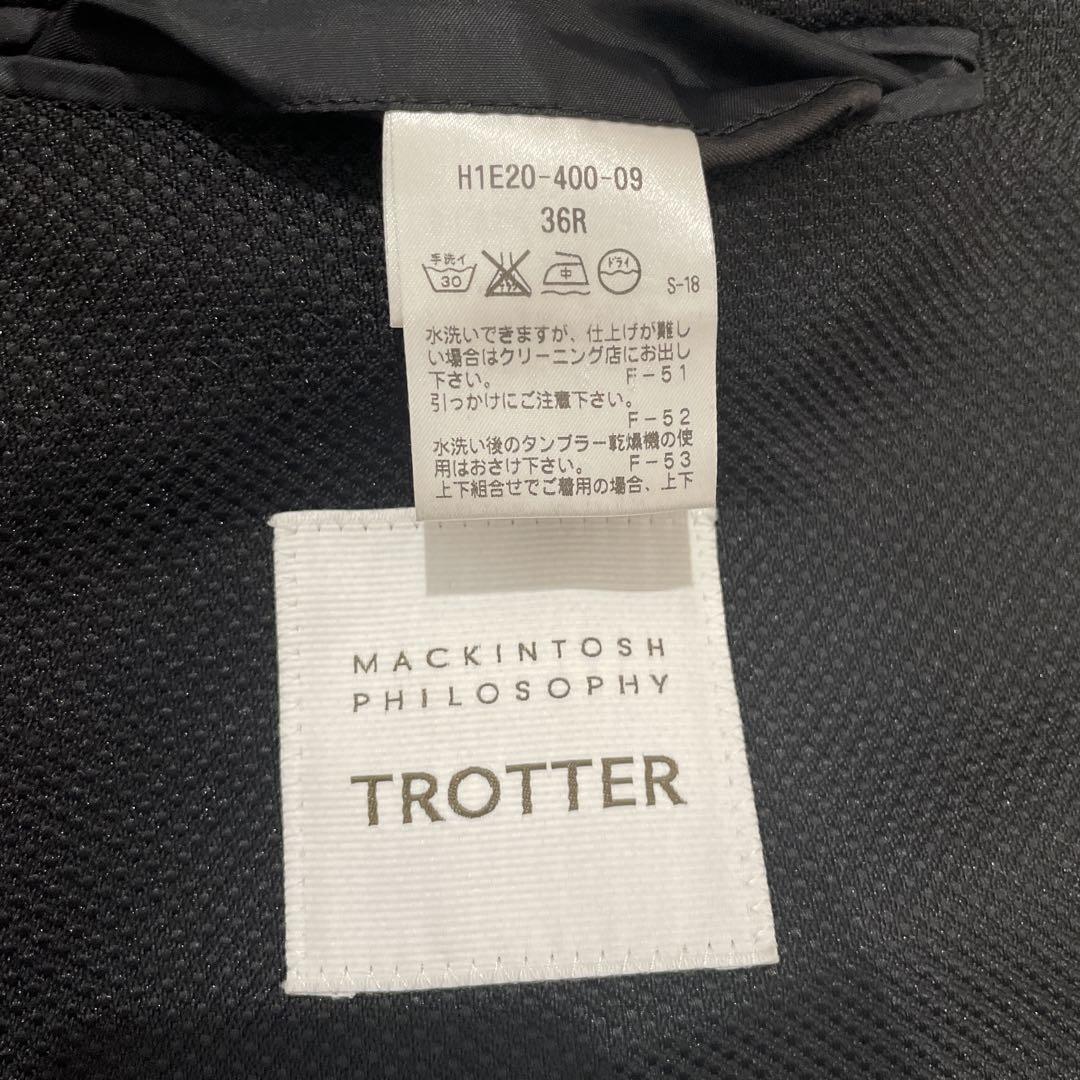 H1E20-400-09
36R
手洗イ
30
中
ドライ
S-18
水洗いできますが、仕上げが難し
い場合はクリーニング店にお出し
下さい。 F-51
引っかけにご注意下さい。
F-52
水洗い後のタンブラー乾燥機の使
用はおさけ下さい。 F-53
上下組合せでご着用の場合、上下
MACKINTOSH
PHILOSOPHY
TROTTER